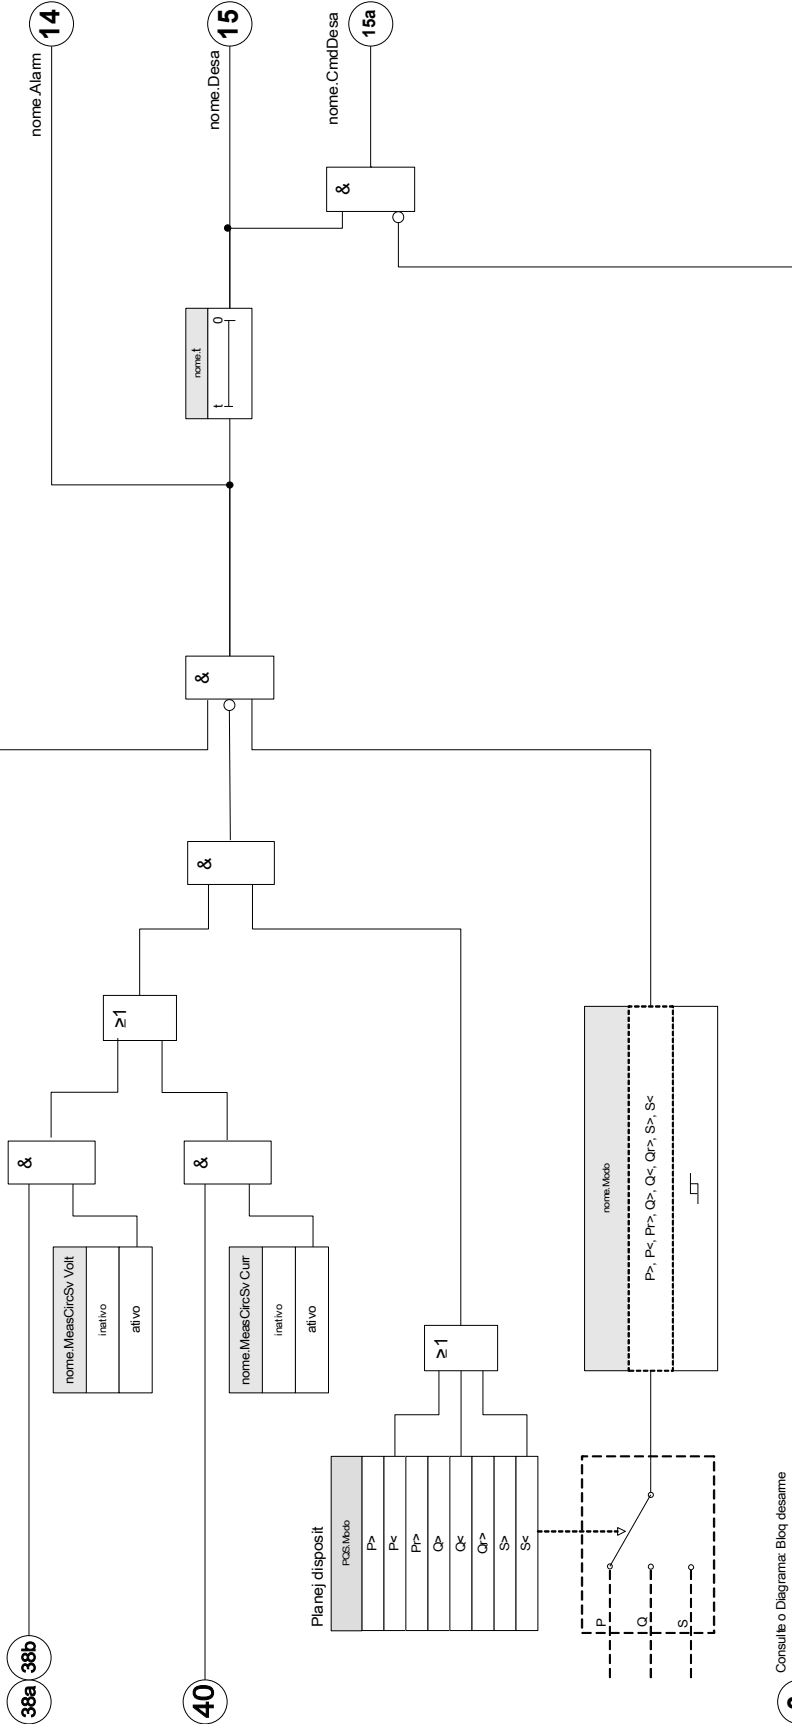 14
nome.Alarm
15
nome.Desa
15a
nome.CmdDesa
&
nome.t
t
0
&
&
≥1
&
&
nome.MeasCircSv Volt
inativo
ativo
nome.MeasCircSv Curr
inativo
ativo
38a
38b
40
≥1
Planej disposit
PQS.Modo
P>
P<
Pr>
Q>
Q<
Qr>
S>
S<
nome.Modo
P>, P<, Pr>, Q>, Q<, Qr>, S>, S<
P
Q
S
Consulte o Diagrama: Bloq desarme